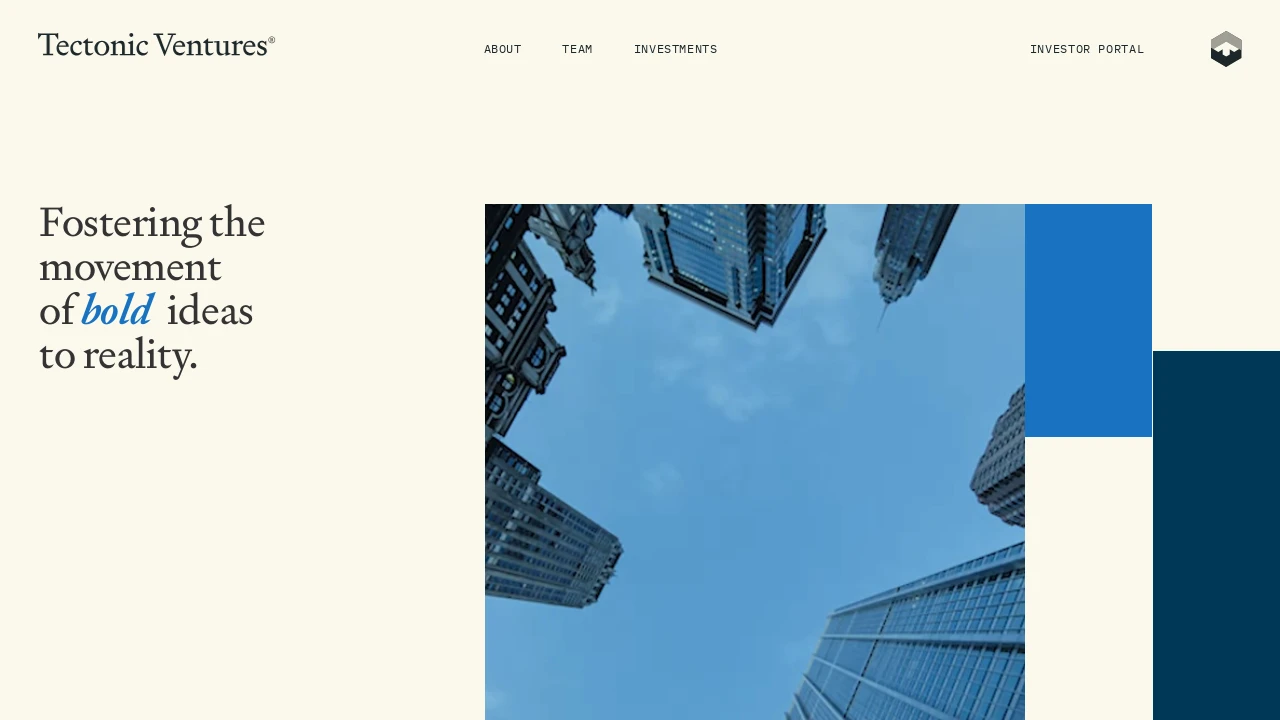 Tectonic Ventures®
ABOUT TEAM INVESTMENTS
INVESTOR PORTAL
Fostering the
movement
of bold ideas
to reality.